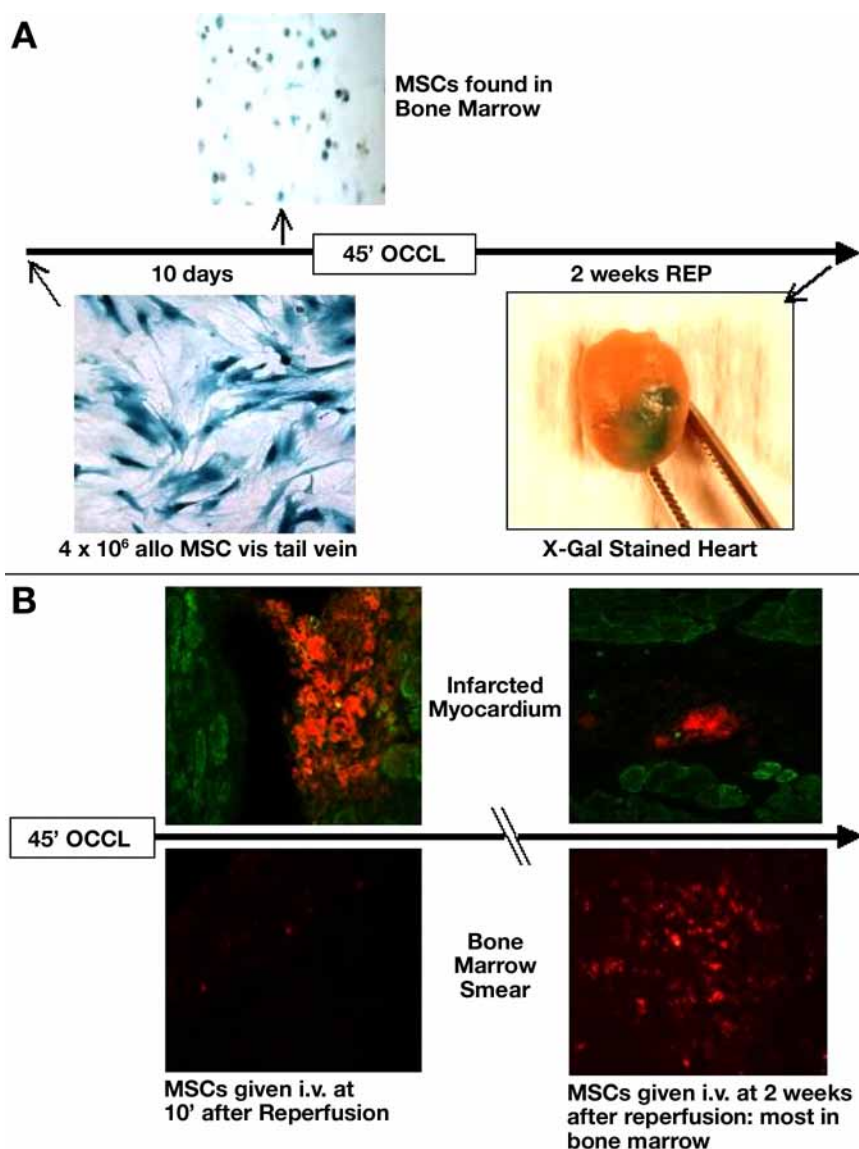 A
MSCs found in
Bone Marrow
45' OCCL
10 days
2 weeks REP
4 x 10⁶ allo MSC vis tail vein
X-Gal Stained Heart
B
Infarcted
Myocardium
45' OCCL
Bone
Marrow
Smear
MSCs given i.v. at
10' after Reperfusion
MSCs given i.v. at 2 weeks
after reperfusion: most in
bone marrow